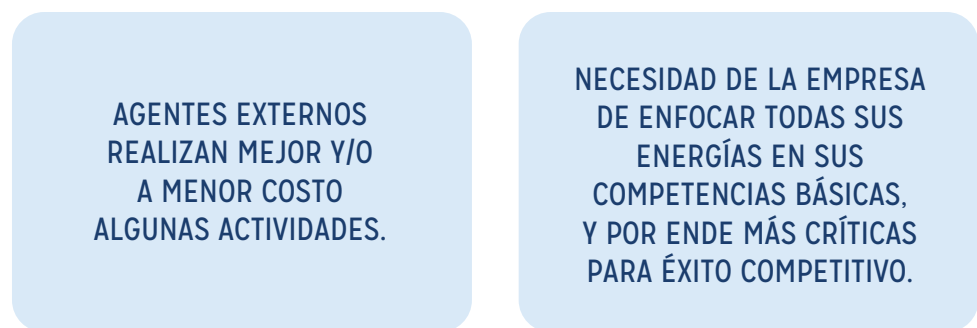 AGENTES EXTERNOS
REALIZAN MEJOR Y/O
A MENOR COSTO
ALGUNAS ACTIVIDADES.
NECESIDAD DE LA EMPRESA
DE ENFOCAR TODAS SUS
ENERGÍAS EN SUS
COMPETENCIAS BÁSICAS,
Y POR ENDE MÁS CRÍTICAS
PARA ÉXITO COMPETITIVO.